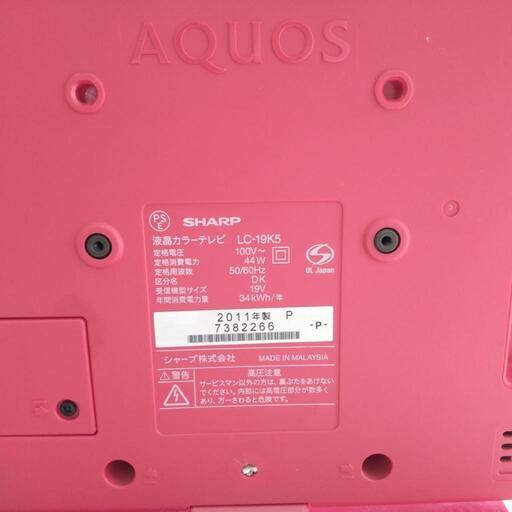 AQUOS
PSE SHARP
液晶カラーテレビ LC-19K5
定格電圧 100V~
定格消費電力 44W
定格周波数 50/60Hz
区分名 DK
受信機型サイズ 19V
年間消費電力量 34kWh/年
UL Japan
2011年製 P
7382266 -P-
シャープ株式会社 MADE IN MALAYSIA
⚠警告 高圧注意
サービスマン以外の方は、裏ぶたをあけない
でください。内部には高電圧部分が数多く
あり、万一さわると危険です。